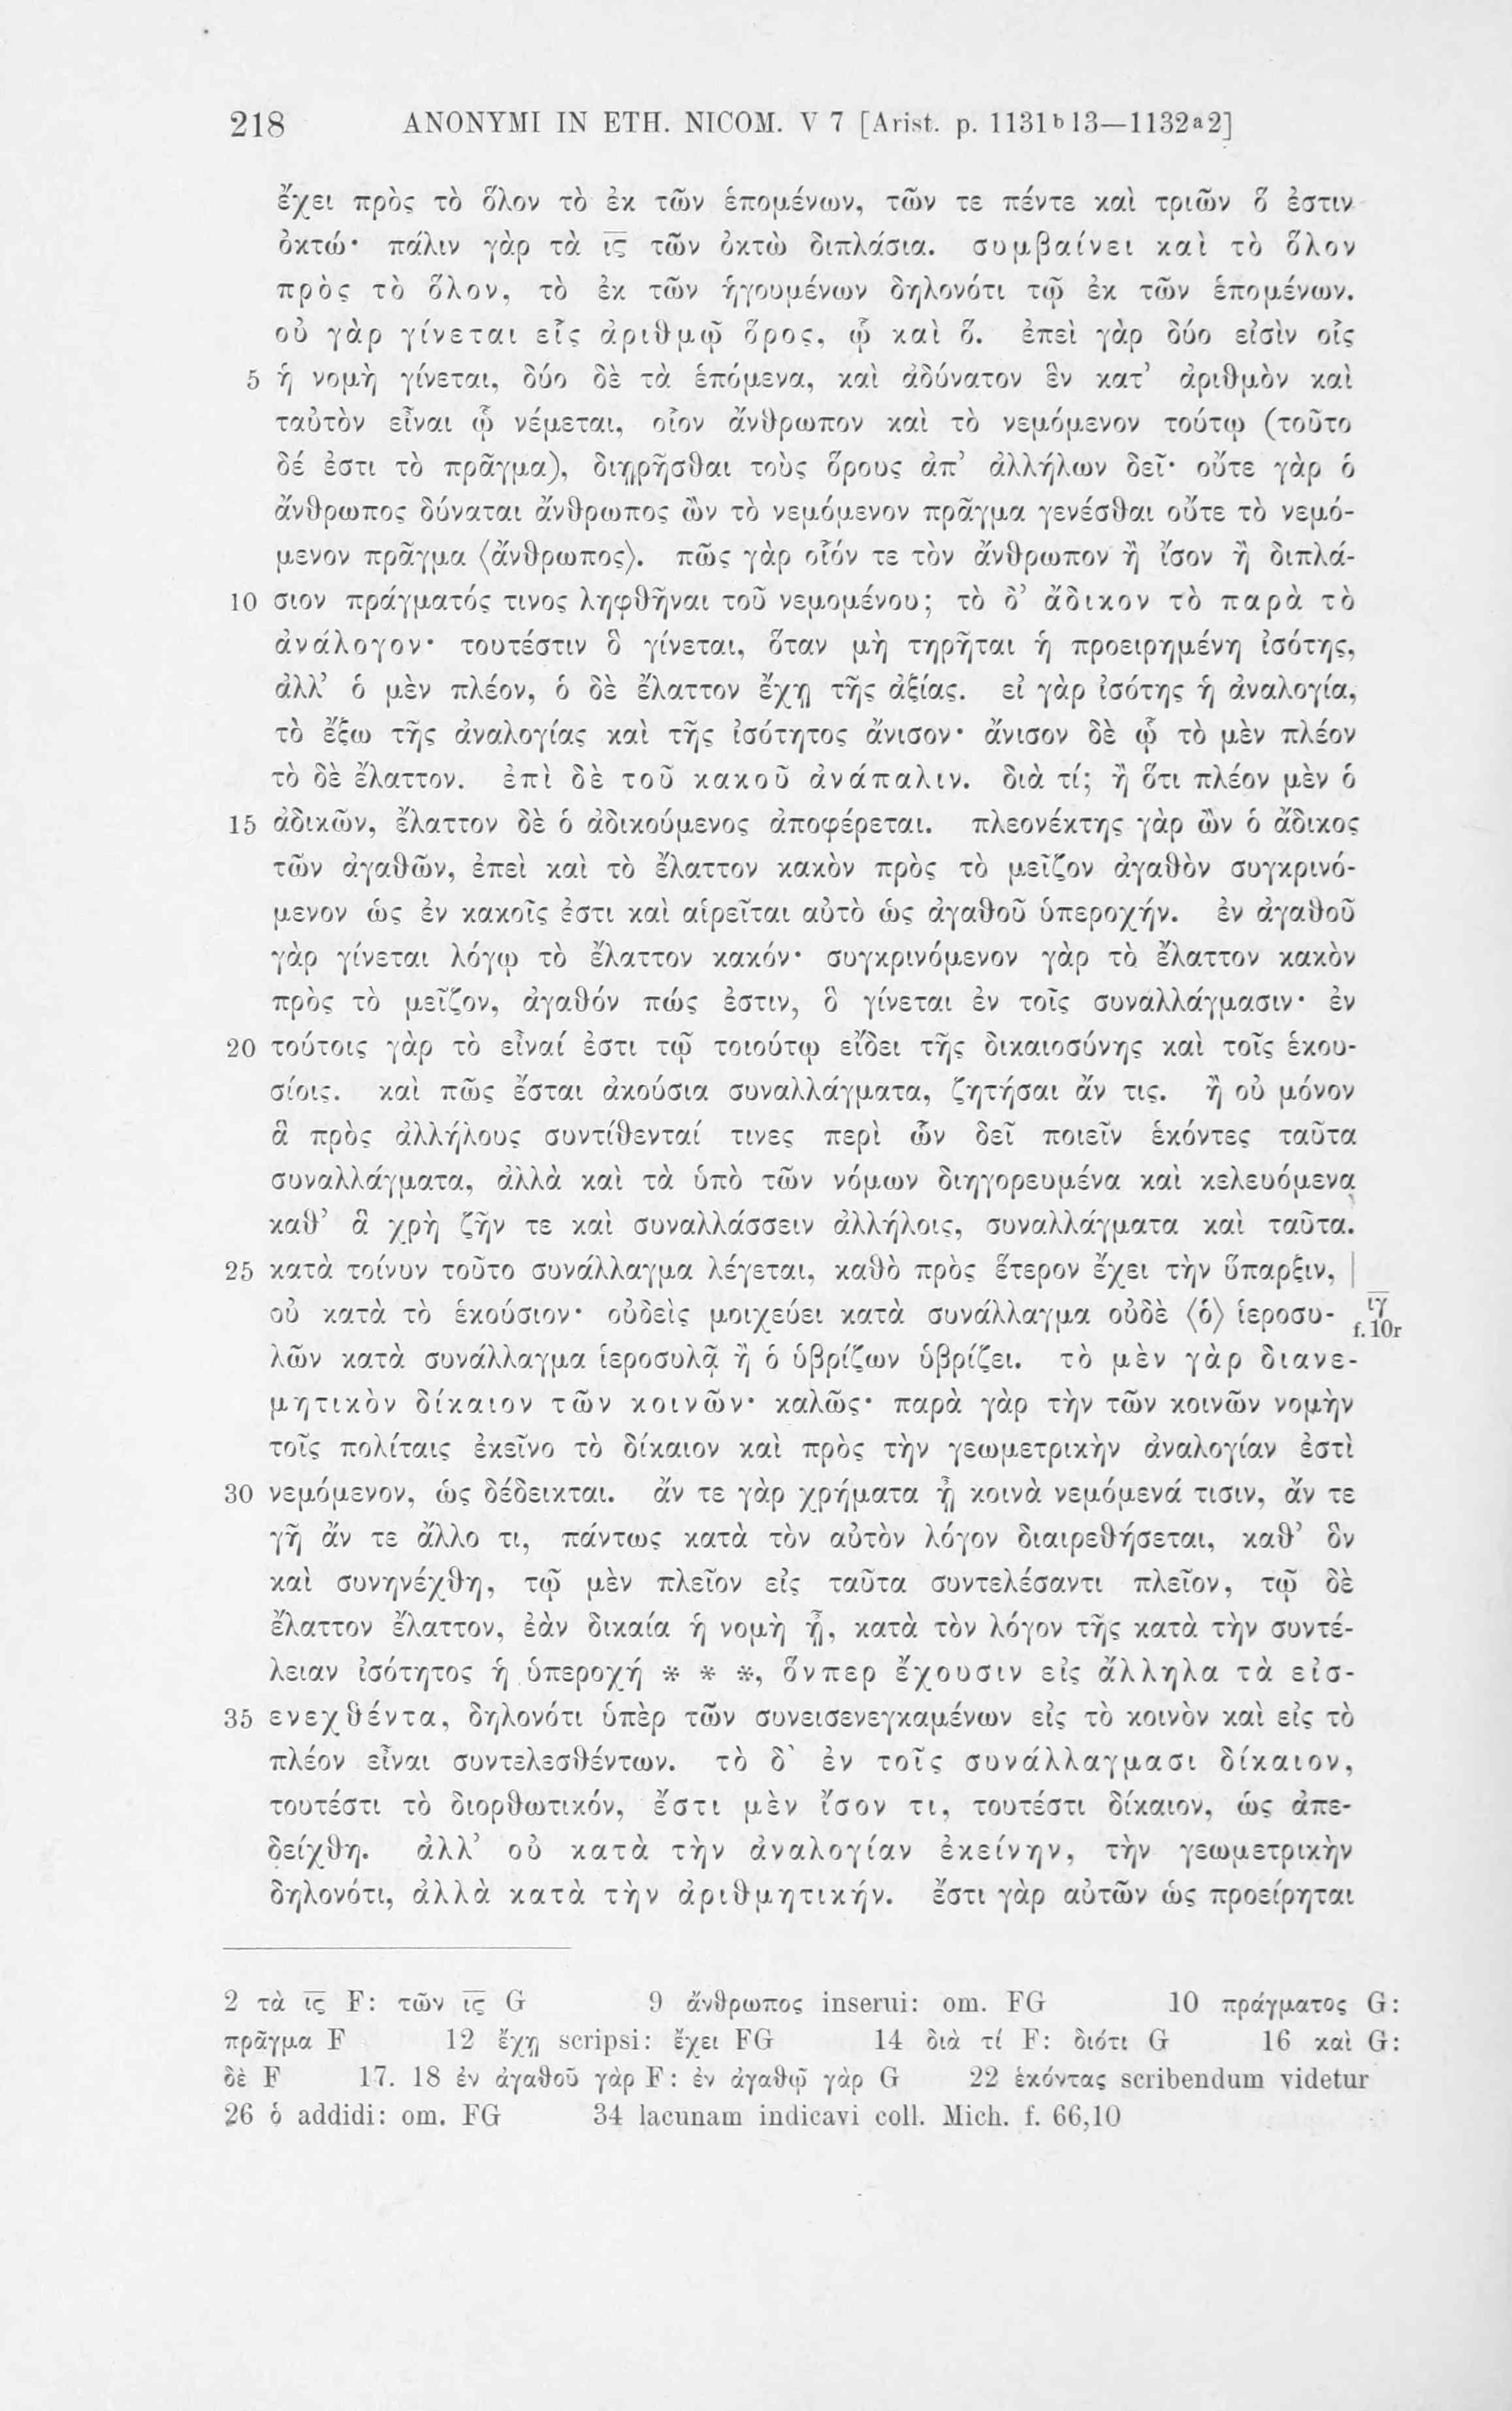 218 ANONYMI IN ETH. NICOM. V 7 [Arist. p. 1131b13—1132a2]
ἔχει πρὸς τὸ ὅλον τὸ ἐκ τῶν ἑπομένων, τῶν τε πέντε καὶ τριῶν ὅ ἐστιν
ὀκτώ· πάλιν γὰρ τὰ ι̅ς̅ τῶν ὀκτὼ διπλάσια. συμβαίνει καὶ τὸ ὅλον
πρὸς τὸ ὅλον, τὸ ἐκ τῶν ἡγουμένων δηλονότι τῷ ἐκ τῶν ἑπομένων.
οὐ γὰρ γίνεται εἷς ἀριθμῷ ὅρος, ᾧ καὶ ὅ. ἐπεὶ γὰρ δύο εἰσὶν οἷς
5 ἡ νομὴ γίνεται, δύο δὲ τὰ ἑπόμενα, καὶ ἀδύνατον ἓν κατ’ ἀριθμὸν καὶ
ταὐτὸν εἶναι ᾧ νέμεται, οἷον ἄνθρωπον καὶ τὸ νεμόμενον τούτῳ (τοῦτο
δέ ἐστι τὸ πρᾶγμα), διῃρῆσθαι τοὺς ὅρους ἀπ’ ἀλλήλων δεῖ· οὔτε γὰρ ὁ
ἄνθρωπος δύναται ἄνθρωπος ὢν τὸ νεμόμενον πρᾶγμα γενέσθαι οὔτε τὸ νεμό-
μενον πρᾶγμα ⟨ἄνθρωπος⟩. πῶς γὰρ οἷόν τε τὸν ἄνθρωπον ἢ ἴσον ἢ διπλά-
10 σιον πράγματός τινος ληφθῆναι τοῦ νεμομένου; τὸ δ’ ἄδικον τὸ παρὰ τὸ
ἀνάλογον· τουτέστιν ὃ γίνεται, ὅταν μὴ τηρῆται ἡ προειρημένη ἰσότης,
ἀλλ’ ὁ μὲν πλέον, ὁ δὲ ἔλαττον ἔχῃ τῆς ἀξίας. εἰ γὰρ ἰσότης ἡ ἀναλογία,
τὸ ἔξω τῆς ἀναλογίας καὶ τῆς ἰσότητος ἄνισον· ἄνισον δὲ ᾧ τὸ μὲν πλέον
τὸ δὲ ἔλαττον. ἐπὶ δὲ τοῦ κακοῦ ἀνάπαλιν. διὰ τί; ἢ ὅτι πλέον μὲν ὁ
15 ἀδικῶν, ἔλαττον δὲ ὁ ἀδικούμενος ἀποφέρεται. πλεονέκτης γὰρ ὢν ὁ ἄδικος
τῶν ἀγαθῶν, ἐπεὶ καὶ τὸ ἔλαττον κακὸν πρὸς τὸ μεῖζον ἀγαθὸν συγκρινό-
μενον ὡς ἐν κακοῖς ἐστι καὶ αἱρεῖται αὐτὸ ὡς ἀγαθοῦ ὑπεροχήν. ἐν ἀγαθοῦ
γὰρ γίνεται λόγῳ τὸ ἔλαττον κακόν· συγκρινόμενον γὰρ τὸ ἔλαττον κακὸν
πρὸς τὸ μεῖζον, ἀγαθόν πώς ἐστιν, ὃ γίνεται ἐν τοῖς συναλλάγμασιν· ἐν
20 τούτοις γὰρ τὸ εἶναί ἐστι τῷ τοιούτῳ εἴδει τῆς δικαιοσύνης καὶ τοῖς ἑκου-
σίοις. καὶ πῶς ἔσται ἀκούσια συναλλάγματα, ζητήσαι ἄν τις. ἢ οὐ μόνον
ἃ πρὸς ἀλλήλους συντίθενταί τινες περὶ ὧν δεῖ ποιεῖν ἑκόντες ταῦτα
συναλλάγματα, ἀλλὰ καὶ τὰ ὑπὸ τῶν νόμων διηγορευμένα καὶ κελευόμενα
καθ’ ἃ χρὴ ζῆν τε καὶ συναλλάσσειν ἀλλήλοις, συναλλάγματα καὶ ταῦτα.
25 κατὰ τοίνυν τοῦτο συνάλλαγμα λέγεται, καθὸ πρὸς ἕτερον ἔχει τὴν ὕπαρξιν, |
οὐ κατὰ τὸ ἑκούσιον· οὐδεὶς μοιχεύει κατὰ συνάλλαγμα οὐδὲ ⟨ὁ⟩ ἱεροσυ- ι̅γ̅ f. 10r
λῶν κατὰ συνάλλαγμα ἱεροσυλᾷ ἢ ὁ ὑβρίζων ὑβρίζει. τὸ μὲν γὰρ διανε-
μητικὸν δίκαιον τῶν κοινῶν· καλῶς· παρὰ γὰρ τὴν τῶν κοινῶν νομὴν
τοῖς πολίταις ἐκεῖνο τὸ δίκαιον καὶ πρὸς τὴν γεωμετρικὴν ἀναλογίαν ἐστὶ
30 νεμόμενον, ὡς δέδεικται. ἄν τε γὰρ χρήματα ᾖ κοινὰ νεμόμενά τισιν, ἄν τε
γῆ ἄν τε ἄλλο τι, πάντως κατὰ τὸν αὐτὸν λόγον διαιρεθήσεται, καθ’ ὃν
καὶ συνηνέχθη, τῷ μὲν πλεῖον εἰς ταῦτα συντελέσαντι πλεῖον, τῷ δὲ
ἔλαττον ἔλαττον, ἐὰν δικαία ἡ νομὴ ᾖ, κατὰ τὸν λόγον τῆς κατὰ τὴν συντέ-
λειαν ἰσότητος ἡ ὑπεροχή * * *, ὅνπερ ἔχουσιν εἰς ἄλληλα τὰ εἰσ-
35 ενεχθέντα, δηλονότι ὑπὲρ τῶν συνεισενεγκαμένων εἰς τὸ κοινὸν καὶ εἰς τὸ
πλέον εἶναι συντελεσθέντων. τὸ δ` ἐν τοῖς συνάλλαγμασι δίκαιον,
τουτέστι τὸ διορθωτικόν, ἔστι μὲν ἴσον τι, τουτέστι δίκαιον, ὡς ἀπε-
δείχθη. ἀλλ’ οὐ κατὰ τὴν ἀναλογίαν ἐκείνην, τὴν γεωμετρικὴν
δηλονότι, ἀλλὰ κατὰ τὴν ἀριθμητικήν. ἔστι γὰρ αὐτῶν ὡς προείρηται
2 τὰ ι̅ς̅ F: τῶν ι̅ς̅ G 9 ἄνθρωπος inserui: om. FG 10 πράγματος G:
πρᾶγμα F 12 ἔχῃ scripsi: ἔχει FG 14 διὰ τί F: διότι G 16 καὶ G:
δὲ F 17. 18 ἐν ἀγαθοῦ γὰρ F: ἐν ἀγαθῷ γὰρ G 22 ἑκόντας scribendum videtur
26 ὁ addidi: om. FG 34 lacunam indicavi coll. Mich. f. 66,10